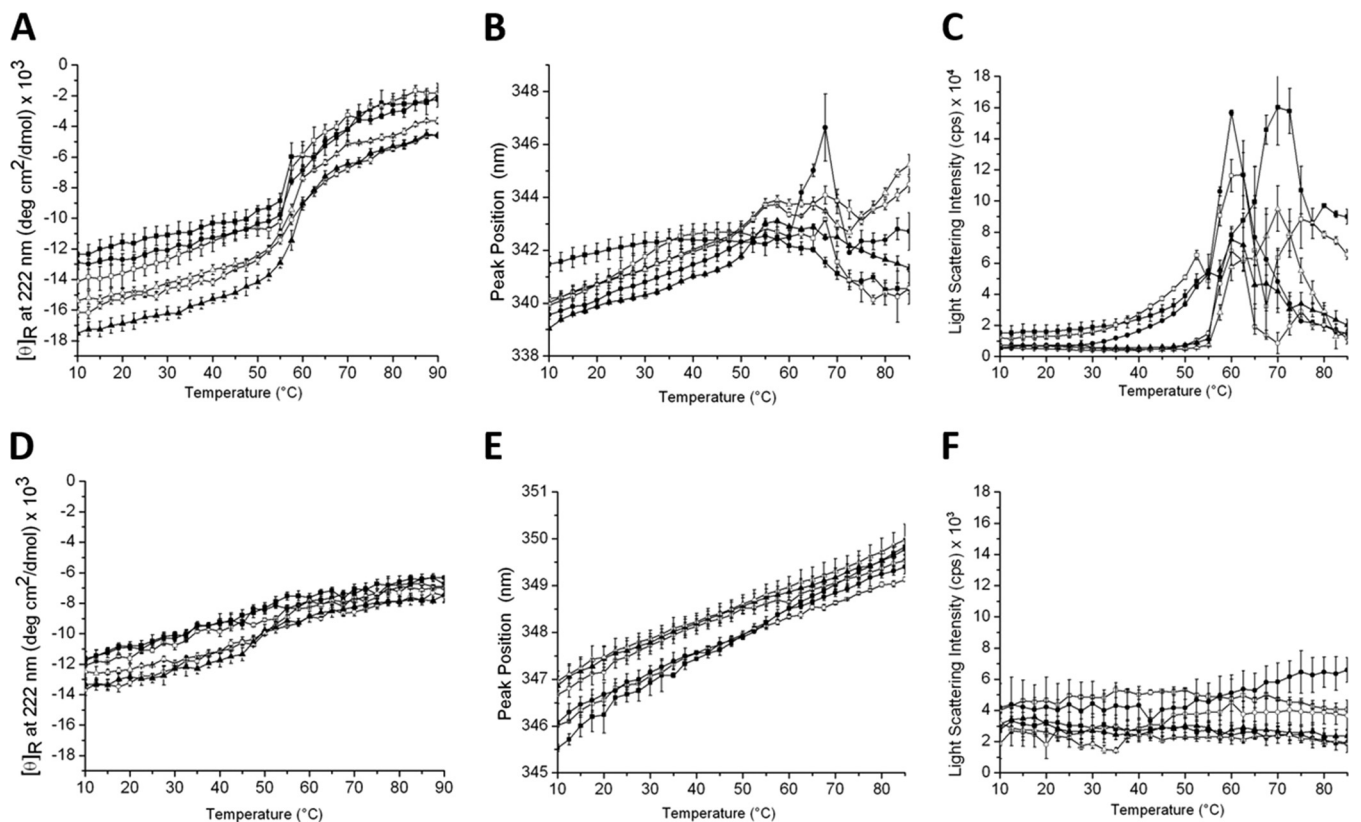 A
B
C
0
-2
-4
-6
-8
-10
-12
-14
-16
-18
[θ]R at 222 nm (deg cm2/dmol) x 10³
10 20 30 40 50 60 70 80 90
Temperature (°C)
348
346
344
342
340
338
Peak Position (nm)
10 20 30 40 50 60 70 80
Temperature (°C)
18
16
14
12
10
8
6
4
2
0
Light Scattering Intensity (cps) x 10⁴
10 20 30 40 50 60 70 80
Temperature (°C)
D
E
F
0
-2
-4
-6
-8
-10
-12
-14
-16
-18
[θ]R at 222 nm (deg cm2/dmol) x 10³
10 20 30 40 50 60 70 80 90
Temperature (°C)
351
350
349
348
347
346
345
Peak Position (nm)
10 20 30 40 50 60 70 80
Temperature (°C)
18
16
14
12
10
8
6
4
2
0
Light Scattering Intensity (cps) x 10³
10 20 30 40 50 60 70 80
Temperature (°C)